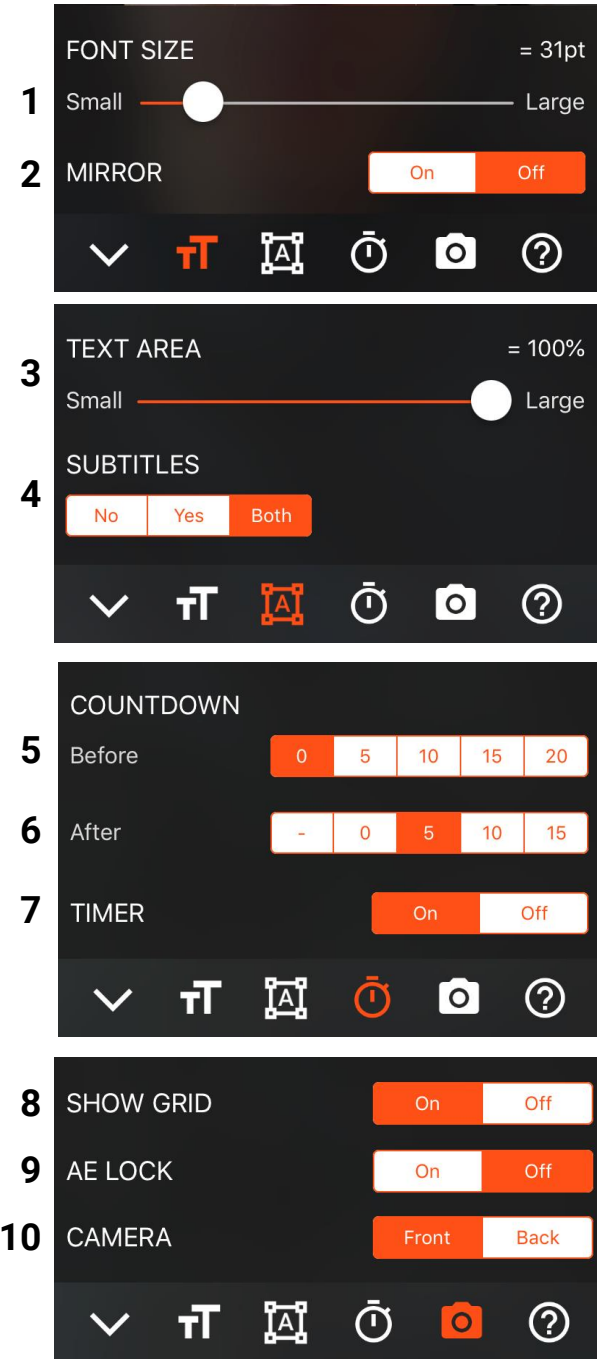 FONT SIZE = 31pt
1 Small Large
2 MIRROR On Off
A ?
TEXT AREA = 100%
3
Small Large
SUBTITLES
4
No Yes Both
A ?
COUNTDOWN
5 Before 0 5 10 15 20
6 After - 0 5 10 15
7 TIMER On Off
A ?
8 SHOW GRID On Off
9 AE LOCK On Off
10 CAMERA Front Back
A ?